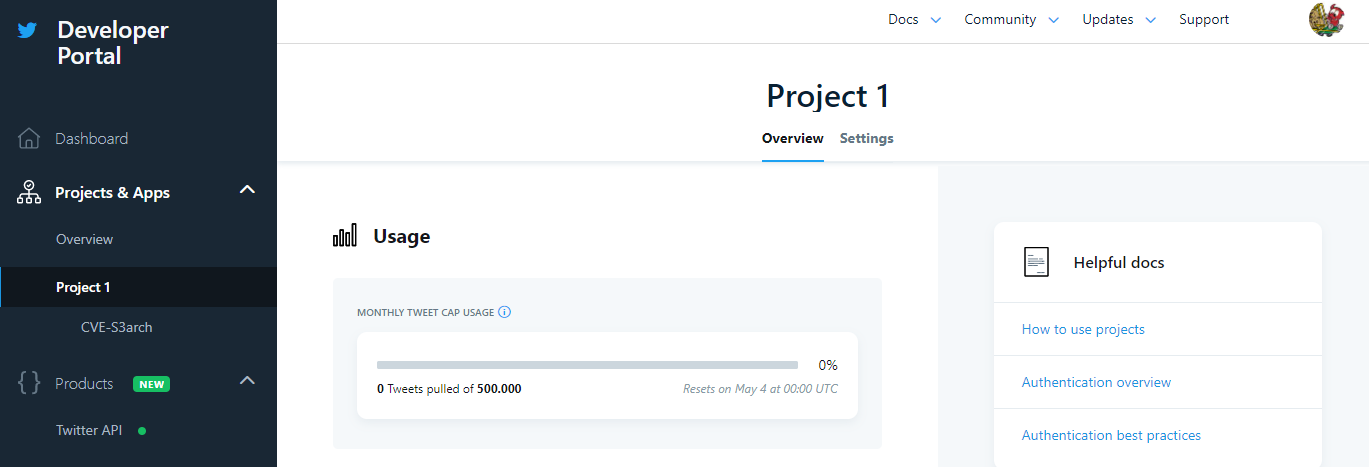 Developer
Portal
Dashboard
Projects & Apps
Overview
Project 1
CVE-S3arch
Products NEW
Twitter API
Docs Community Updates Support
Project 1
Overview Settings
Usage
MONTHLY TWEET CAP USAGE
0%
0 Tweets pulled of 500.000 Resets on May 4 at 00:00 UTC
Helpful docs
How to use projects
Authentication overview
Authentication best practices